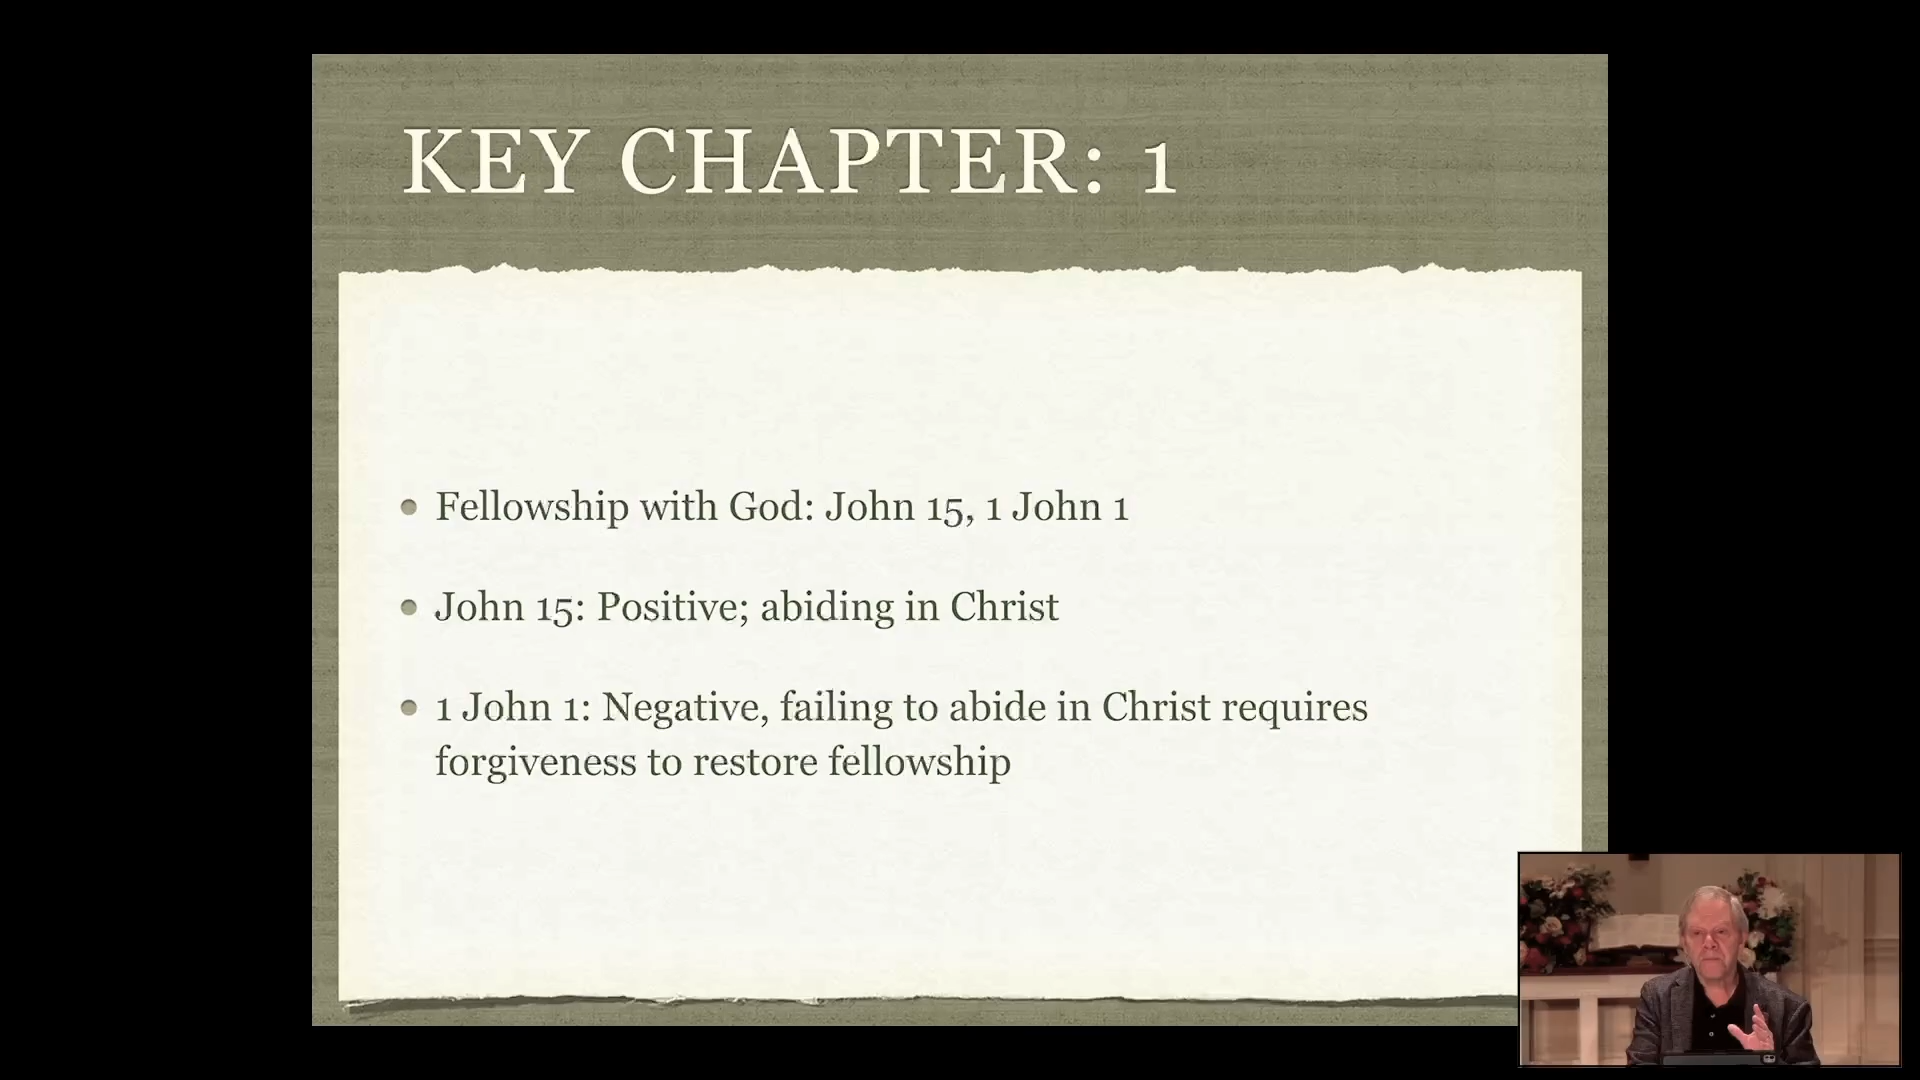 KEY CHAPTER: 1
Fellowship with God: John 15, 1 John 1
John 15: Positive; abiding in Christ
1 John 1: Negative, failing to abide in Christ requires
forgiveness to restore fellowship